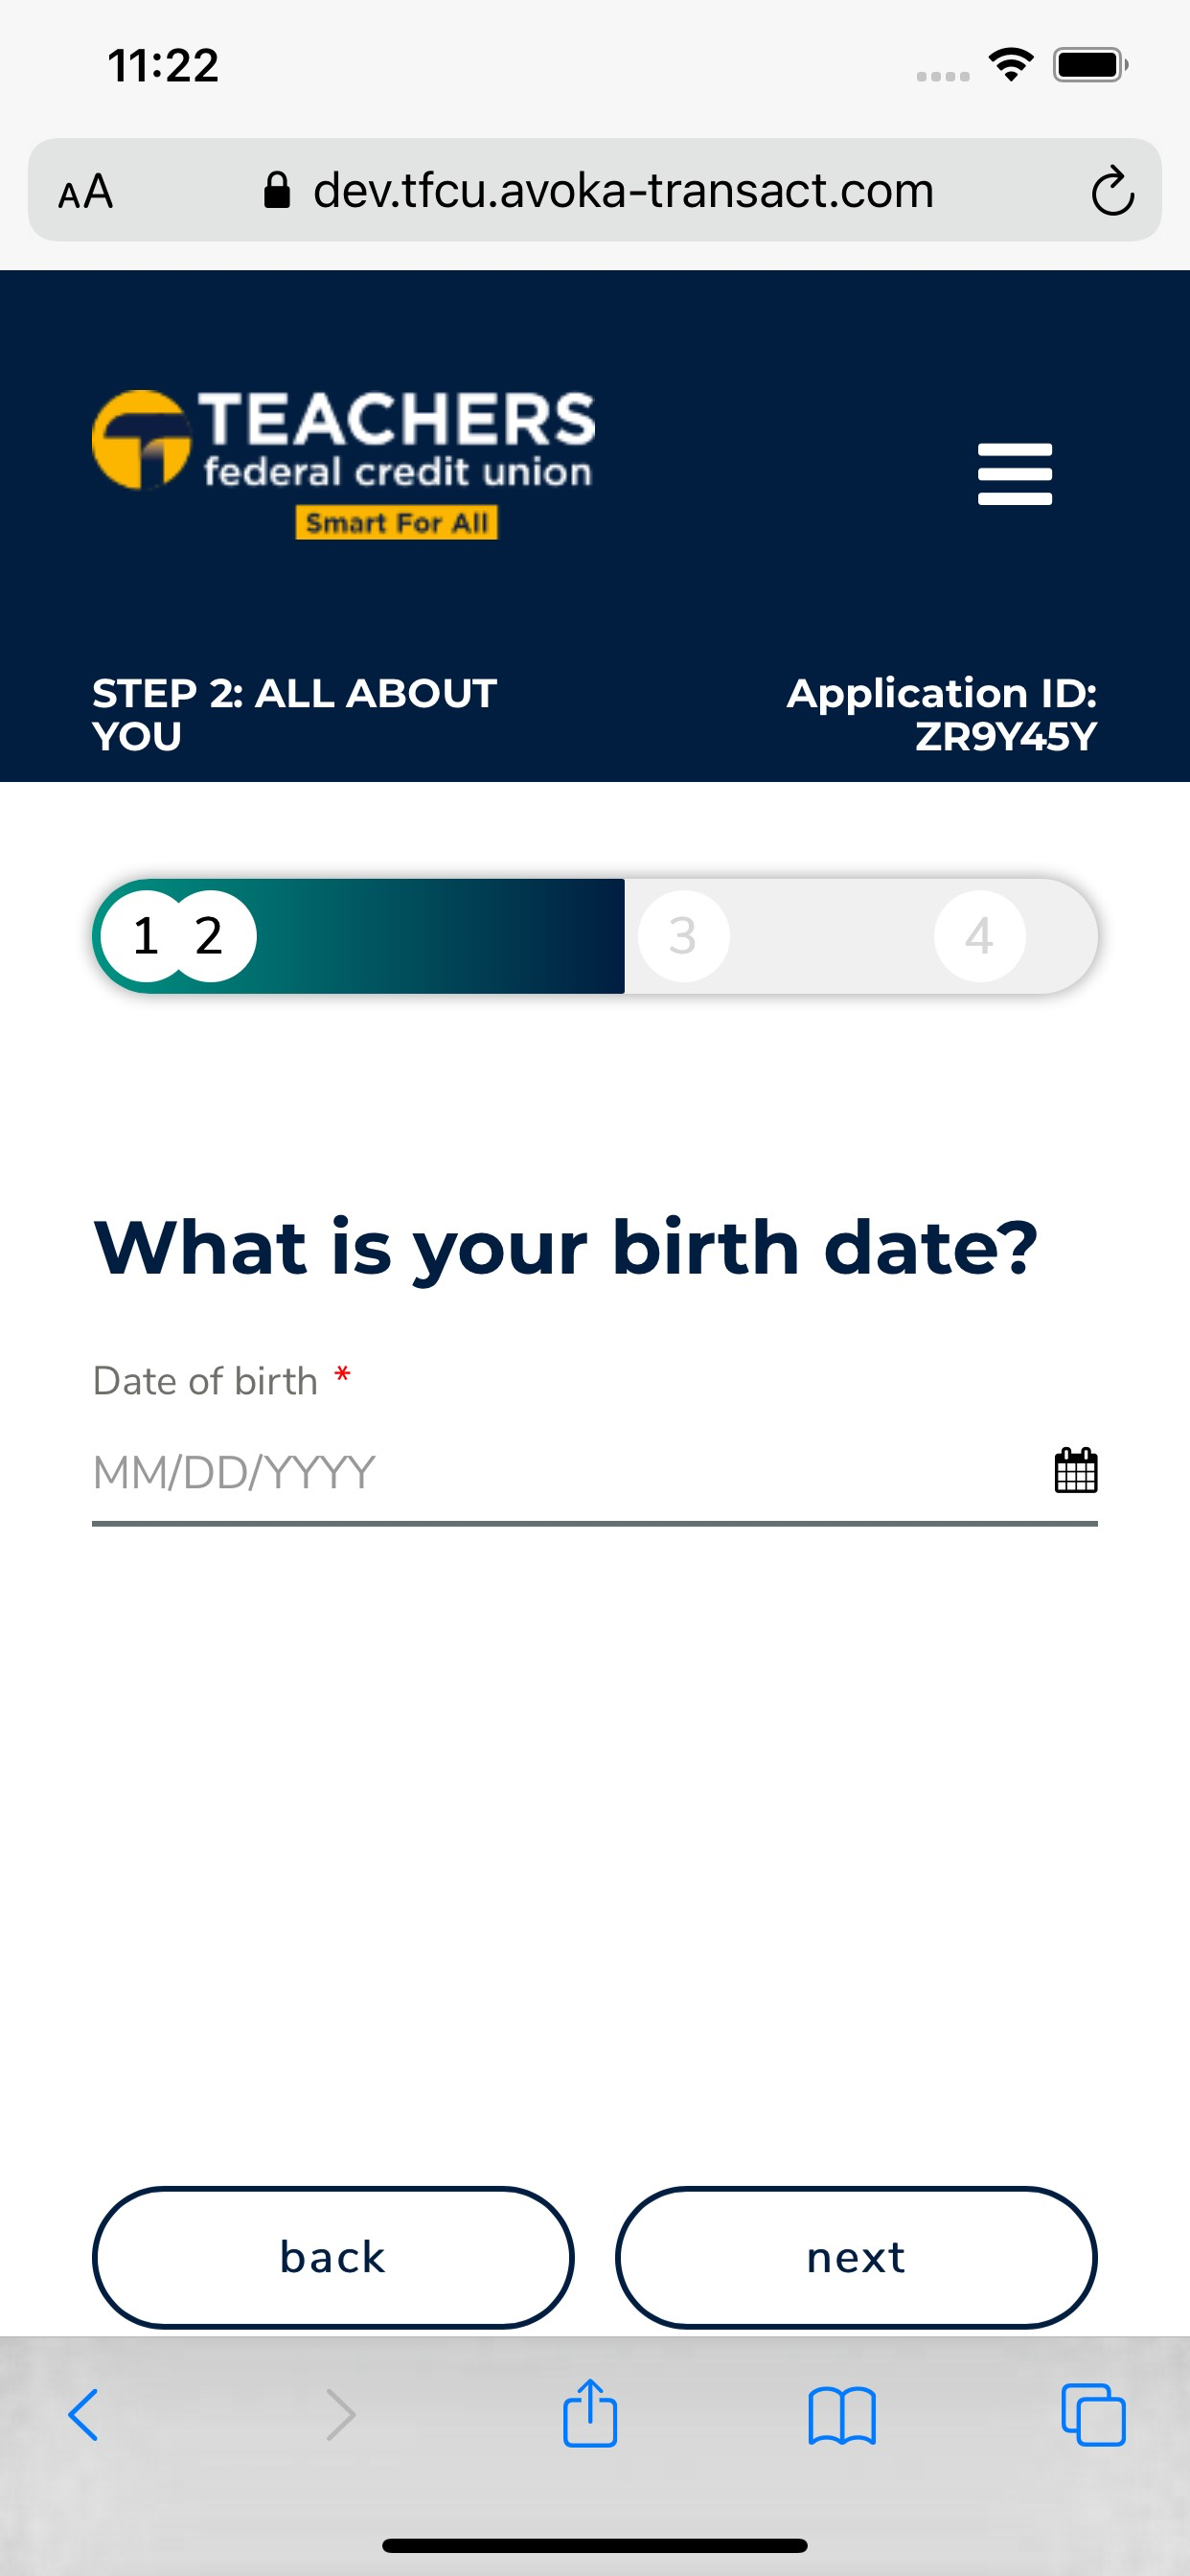 11:22
AA dev.tfcu.avoka-transact.com
TEACHERS
federal credit union
Smart For All
STEP 2: ALL ABOUT
YOU
Application ID:
ZR9Y45Y
1 2 3 4
What is your birth date?
Date of birth *
MM/DD/YYYY
back next